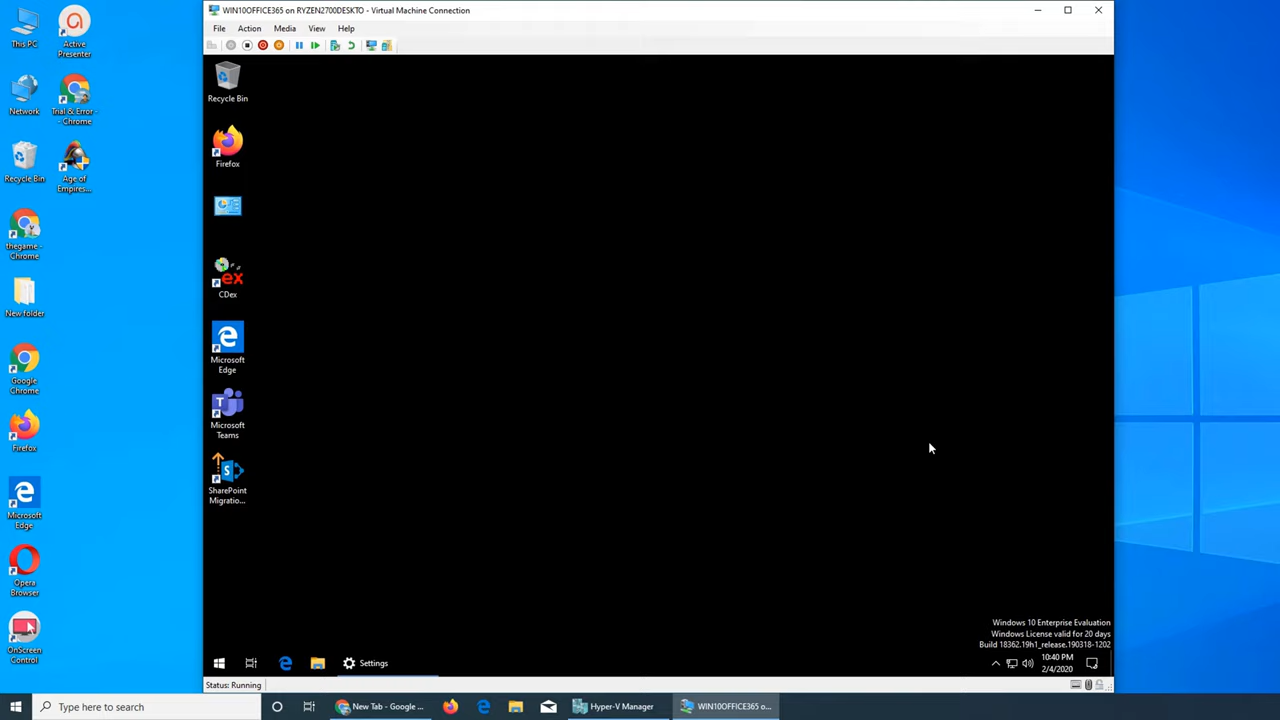 WIN10OFFICE365 on RYZEN2700DESKTO - Virtual Machine Connection
File Action Media View Help
This PC
Active
Presenter
Network
Trial & Error -
- Chrome
Recycle Bin
Age of
Empires...
thegame -
Chrome
New folder
Google
Chrome
Firefox
Microsoft
Edge
Opera
Browser
OnScreen
Control
Recycle Bin
Firefox
CDex
Microsoft
Edge
Microsoft
Teams
SharePoint
Migratio...
Windows 10 Enterprise Evaluation
Windows License valid for 20 days
Build 18362.19h1_release.190318-1202
Settings
10:40 PM
2/4/2020
Status: Running
Type here to search
New Tab - Google ...
Hyper-V Manager
WIN10OFFICE365 o...